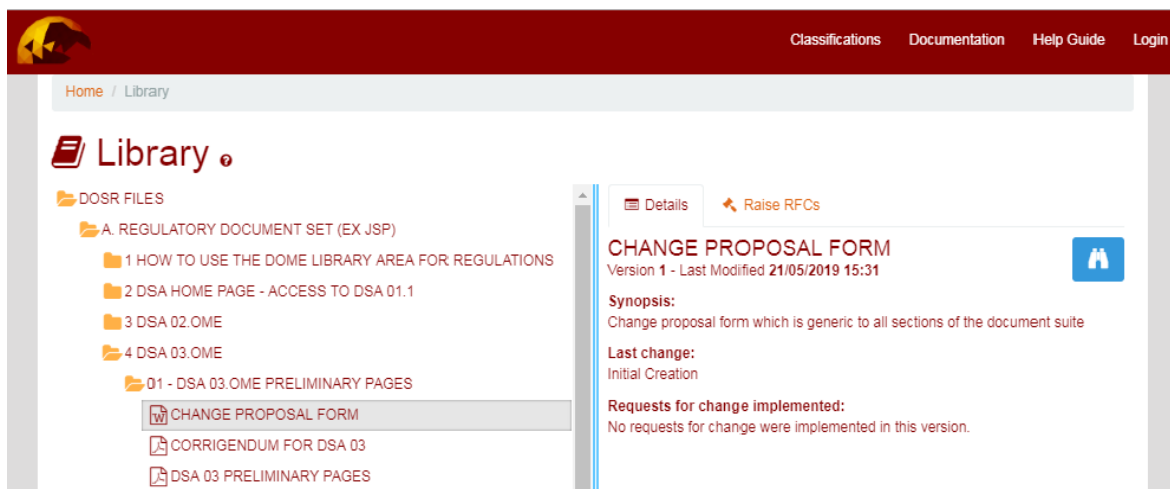 Classifications Documentation Help Guide Login
Home / Library
Library
DOSR FILES
A. REGULATORY DOCUMENT SET (EX JSP)
1 HOW TO USE THE DOME LIBRARY AREA FOR REGULATIONS
2 DSA HOME PAGE - ACCESS TO DSA 01.1
3 DSA 02.OME
4 DSA 03.OME
01 - DSA 03.OME PRELIMINARY PAGES
CHANGE PROPOSAL FORM
CORRIGENDUM FOR DSA 03
DSA 03 PRELIMINARY PAGES
Details Raise RFCs
CHANGE PROPOSAL FORM
Version 1 - Last Modified 21/05/2019 15:31
Synopsis:
Change proposal form which is generic to all sections of the document suite
Last change:
Initial Creation
Requests for change implemented:
No requests for change were implemented in this version.